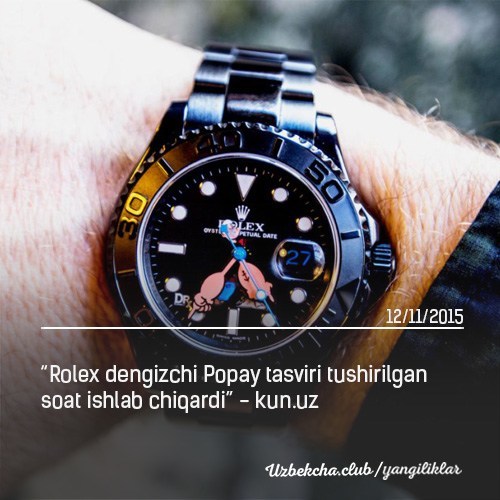 40
50
30
ROLEX
OYSTER PERPETUAL DATE
27
DR
12/11/2015
“Rolex dengizchi Popay tasviri tushirilgan
soat ishlab chiqardi” – kun.uz
Uzbekcha.club/yangiliklar